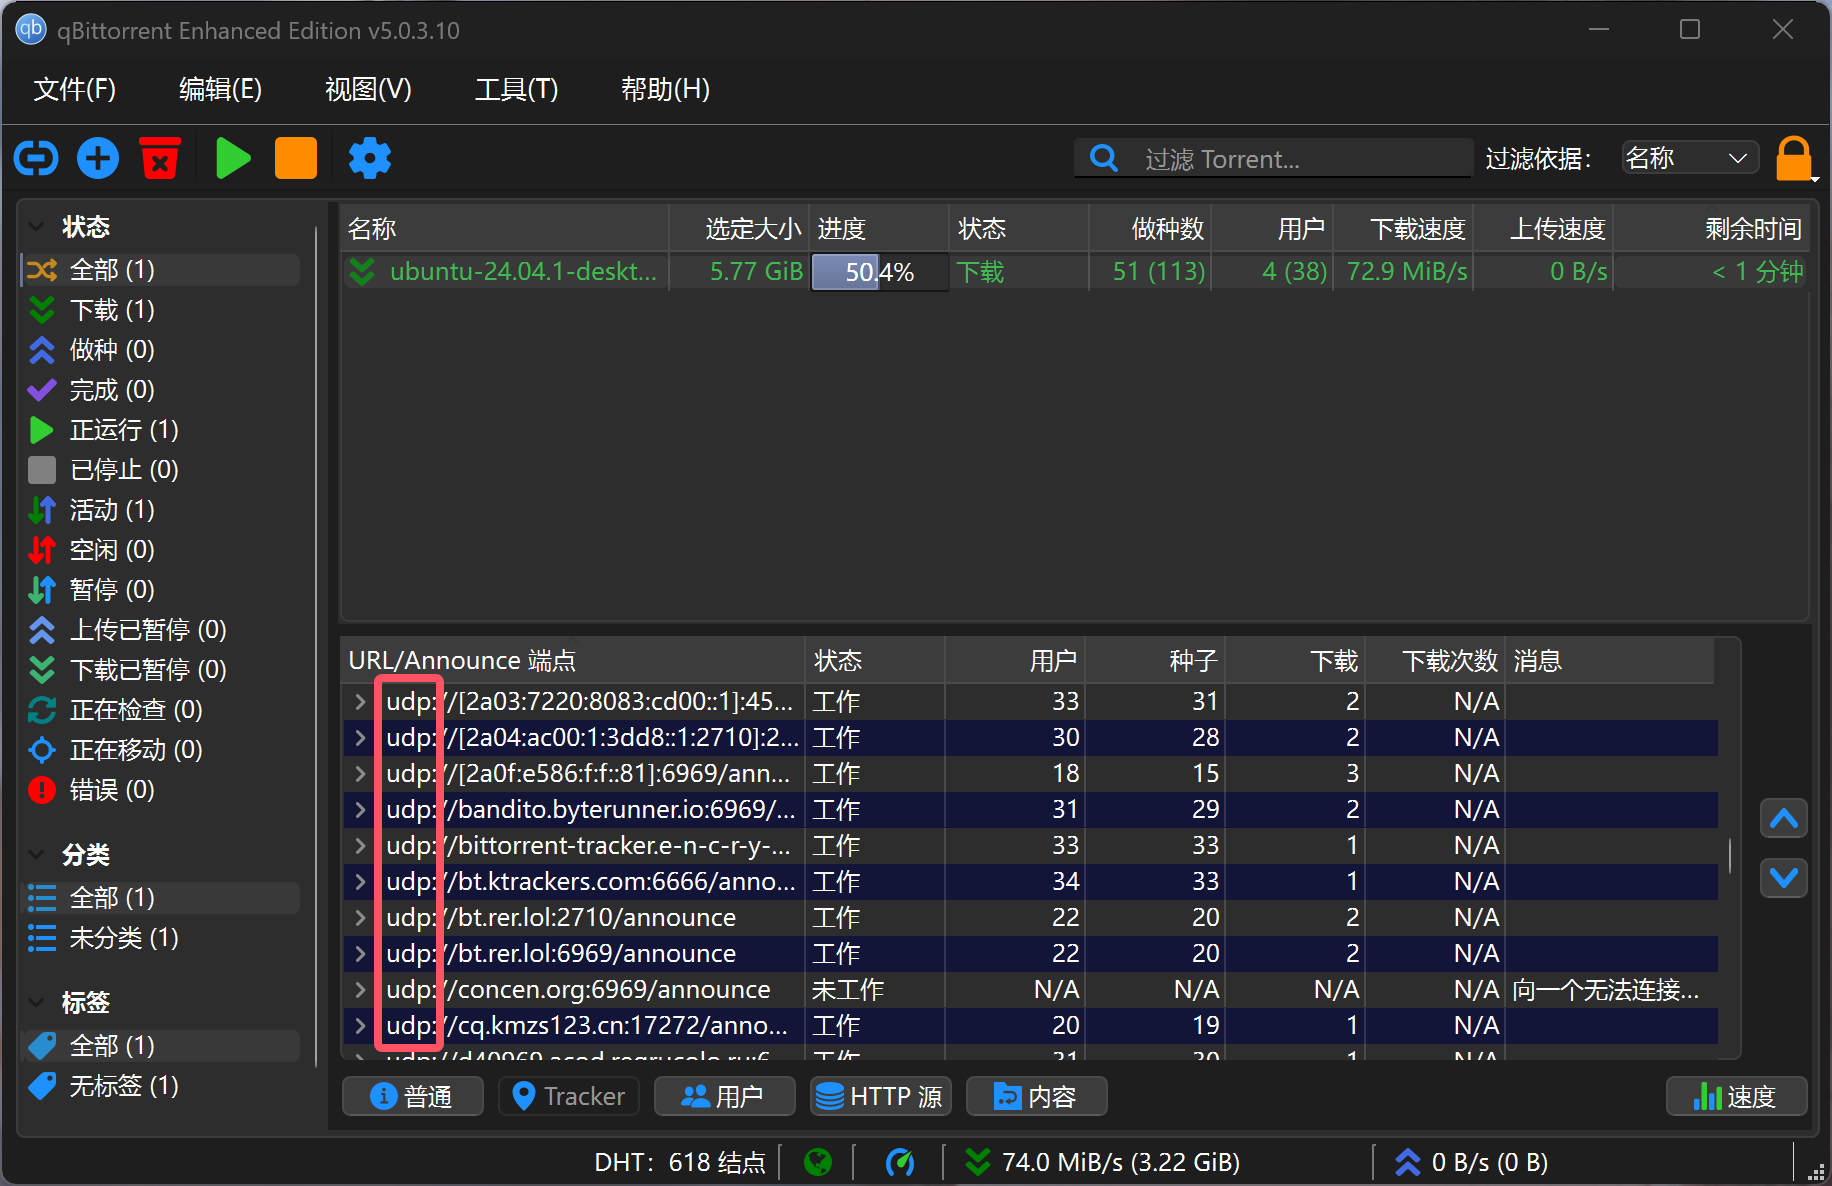 qBittorrent Enhanced Edition v5.0.3.10
文件(F) 编辑(E) 视图(V) 工具(T) 帮助(H)
过滤 Torrent... 过滤依据: 名称
状态
全部 (1)
下载 (1)
做种 (0)
完成 (0)
正运行 (1)
已停止 (0)
活动 (1)
空闲 (0)
暂停 (0)
上传已暂停 (0)
下载已暂停 (0)
正在检查 (0)
正在移动 (0)
错误 (0)
分类
全部 (1)
未分类 (1)
标签
全部 (1)
无标签 (1)
名称 选定大小 进度 状态 做种数 用户 下载速度 上传速度 剩余时间
ubuntu-24.04.1-deskt... 5.77 GiB 50.4% 下载 51 (113) 4 (38) 72.9 MiB/s 0 B/s < 1 分钟
URL/Announce 端点 状态 用户 种子 下载 下载次数 消息
udp://[2a03:7220:8083:cd00::1]:45... 工作 33 31 2 N/A
udp://[2a04:ac00:1:3dd8::1:2710]:2... 工作 30 28 2 N/A
udp://[2a0f:e586:f:f::81]:6969/ann... 工作 18 15 3 N/A
udp://bandito.byterunner.io:6969/... 工作 31 29 2 N/A
udp://bittorrent-tracker.e-n-c-r-y-... 工作 33 33 1 N/A
udp://bt.ktrackers.com:6666/anno... 工作 34 33 1 N/A
udp://bt.rer.lol:2710/announce 工作 22 20 2 N/A
udp://bt.rer.lol:6969/announce 工作 22 20 2 N/A
udp://concen.org:6969/announce 未工作 N/A N/A N/A N/A 向一个无法连接...
udp://cq.kmzs123.cn:17272/anno... 工作 20 19 1 N/A
工作 1 N/A
普通 Tracker 用户 HTTP 源 内容 速度
DHT: 618 结点 74.0 MiB/s (3.22 GiB) 0 B/s (0 B)